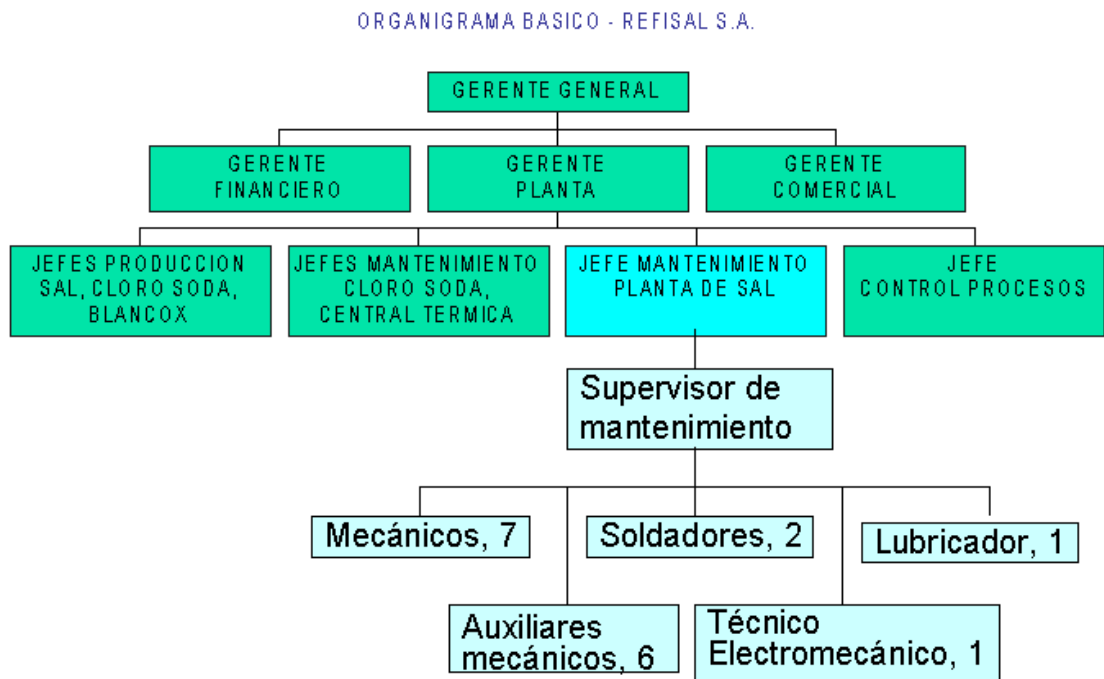 ORGANIGRAMA BASICO - REFISAL S.A.
GERENTE GENERAL
GERENTE
FINANCIERO
GERENTE
PLANTA
GERENTE
COMERCIAL
JEFES PRODUCCION
SAL, CLORO SODA,
BLANCOX
JEFES MANTENIMIENTO
CLORO SODA,
CENTRAL TERMICA
JEFE MANTENIMIENTO
PLANTA DE SAL
JEFE
CONTROL PROCESOS
Supervisor de
mantenimiento
Mecánicos, 7
Soldadores, 2
Lubricador, 1
Auxiliares
mecánicos, 6
Técnico
Electromecánico, 1